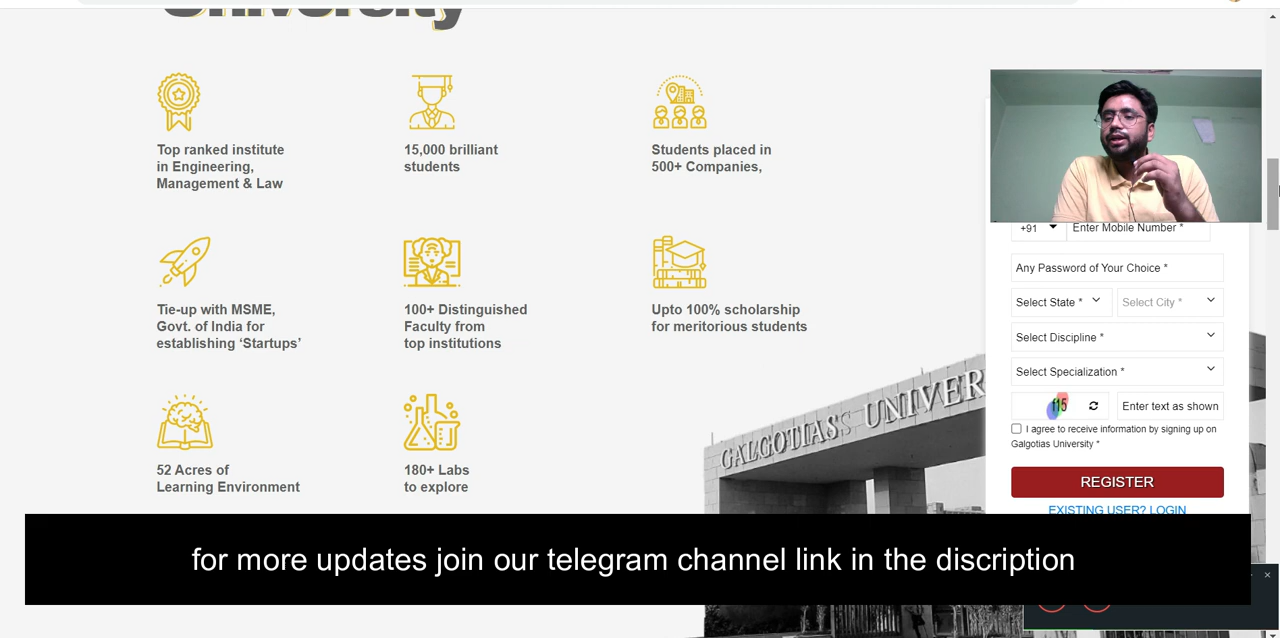 University
Top ranked institute
in Engineering,
Management & Law
15,000 brilliant
students
Students placed in
500+ Companies,
Tie-up with MSME,
Govt. of India for
establishing ‘Startups’
100+ Distinguished
Faculty from
top institutions
Upto 100% scholarship
for meritorious students
52 Acres of
Learning Environment
180+ Labs
to explore
GALGOTIAS UNIVER
+91 Enter Mobile Number *
Any Password of Your Choice *
Select State * Select City *
Select Discipline *
Select Specialization *
f15 Enter text as shown
I agree to receive information by signing up on
Galgotias University *
REGISTER
EXISTING USER? LOGIN
for more updates join our telegram channel link in the discription